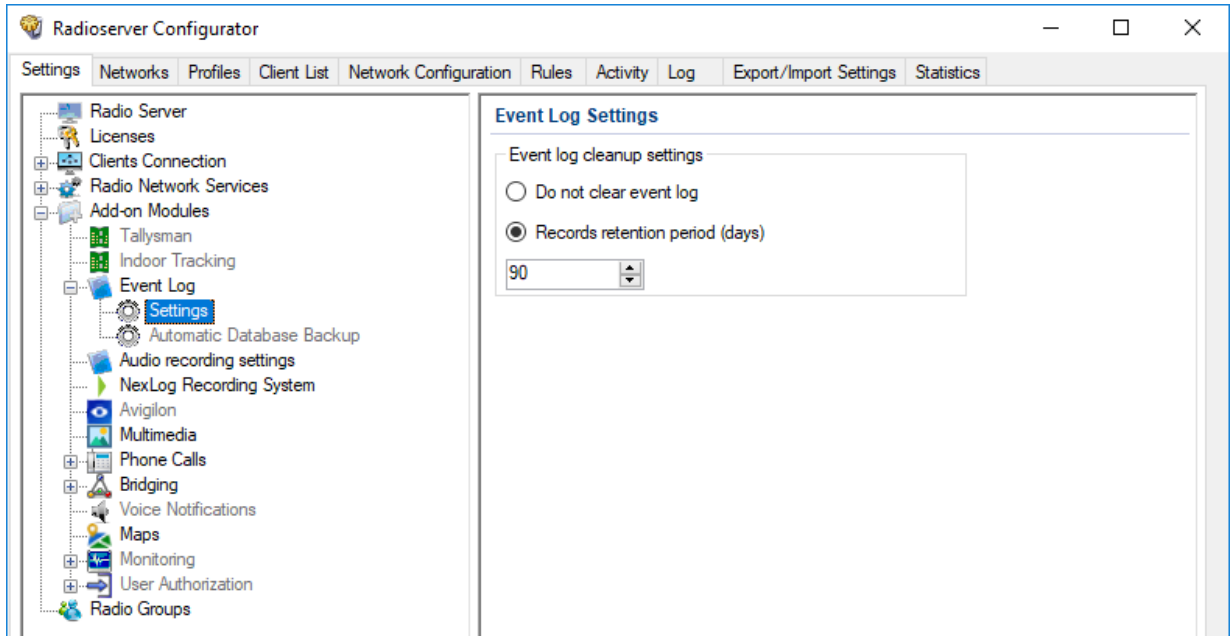 Radioserver Configurator
Settings Networks Profiles Client List Network Configuration Rules Activity Log Export/Import Settings Statistics
Radio Server
Licenses
Clients Connection
Radio Network Services
Add-on Modules
Tallysman
Indoor Tracking
Event Log
Settings
Automatic Database Backup
Audio recording settings
NexLog Recording System
Avigilon
Multimedia
Phone Calls
Bridging
Voice Notifications
Maps
Monitoring
User Authorization
Radio Groups
Event Log Settings
Event log cleanup settings
Do not clear event log
Records retention period (days)
90